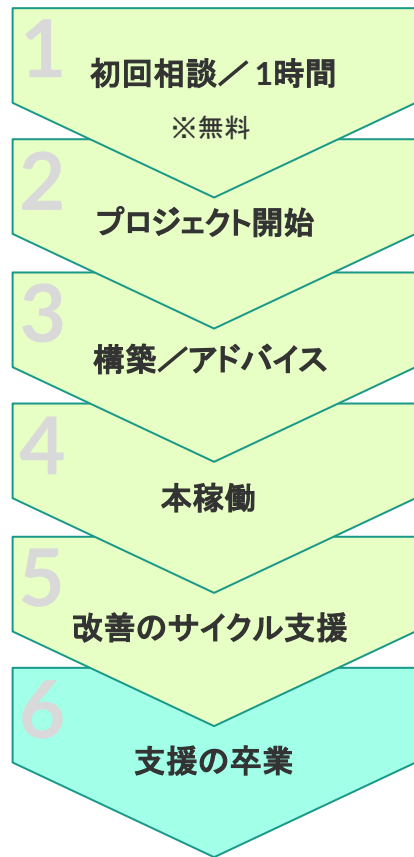 1
初回相談／1時間
※無料
2
プロジェクト開始
3
構築／アドバイス
4
本稼働
5
改善のサイクル支援
6
支援の卒業